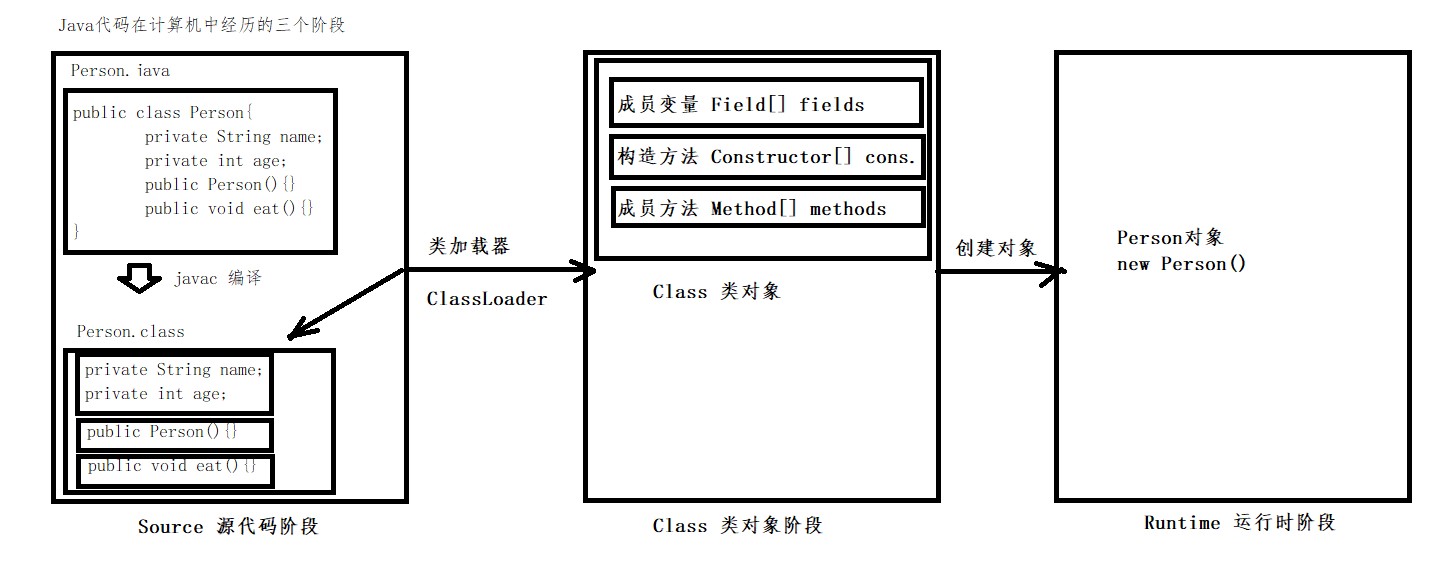 Java代码在计算机中经历的三个阶段
Person.java
public class Person{
private String name;
private int age;
public Person(){}
public void eat(){}
}
javac 编译
Person.class
private String name;
private int age;
public Person(){}
public void eat(){}
Source 源代码阶段
类加载器
ClassLoader
成员变量 Field[] fields
构造方法 Constructor[] cons.
成员方法 Method[] methods
Class 类对象
Class 类对象阶段
创建对象
Person对象
new Person()
Runtime 运行时阶段